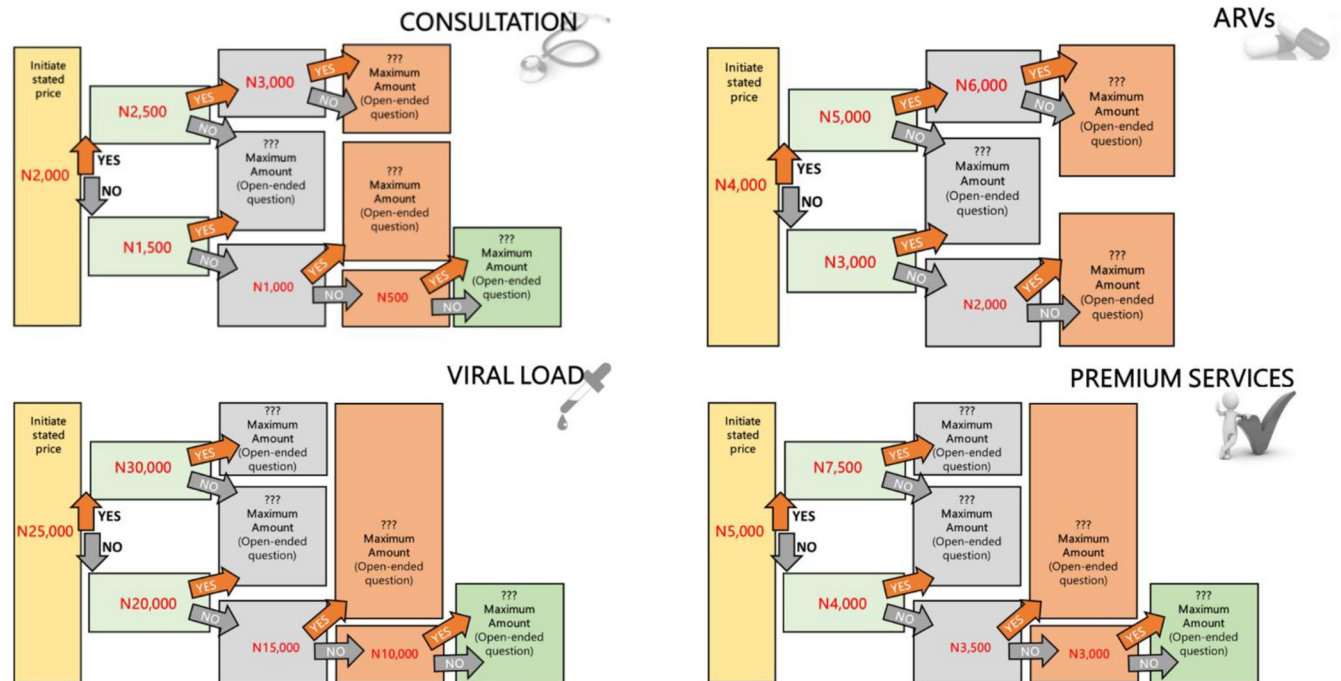 CONSULTATION
Initiate
stated
price
N2,000
YES
NO
N2,500
YES
NO
N3,000
YES
NO
???
Maximum
Amount
(Open-ended
question)
???
Maximum
Amount
(Open-ended
question)
N1,500
YES
NO
???
Maximum
Amount
(Open-ended
question)
N1,000
YES
NO
N500
YES
NO
???
Maximum
Amount
(Open-ended
question)
ARVs
Initiate
stated
price
N4,000
YES
NO
N5,000
YES
NO
N6,000
YES
NO
???
Maximum
Amount
(Open-ended
question)
???
Maximum
Amount
(Open-ended
question)
N3,000
YES
NO
N2,000
YES
NO
???
Maximum
Amount
(Open-ended
question)
VIRAL LOAD
Initiate
stated
price
N25,000
YES
NO
N30,000
YES
NO
???
Maximum
Amount
(Open-ended
question)
???
Maximum
Amount
(Open-ended
question)
N20,000
YES
NO
???
Maximum
Amount
(Open-ended
question)
N15,000
YES
NO
N10,000
YES
NO
???
Maximum
Amount
(Open-ended
question)
PREMIUM SERVICES
Initiate
stated
price
N5,000
YES
NO
N7,500
YES
NO
???
Maximum
Amount
(Open-ended
question)
???
Maximum
Amount
(Open-ended
question)
N4,000
YES
NO
???
Maximum
Amount
(Open-ended
question)
N3,500
YES
NO
N3,000
YES
NO
???
Maximum
Amount
(Open-ended
question)